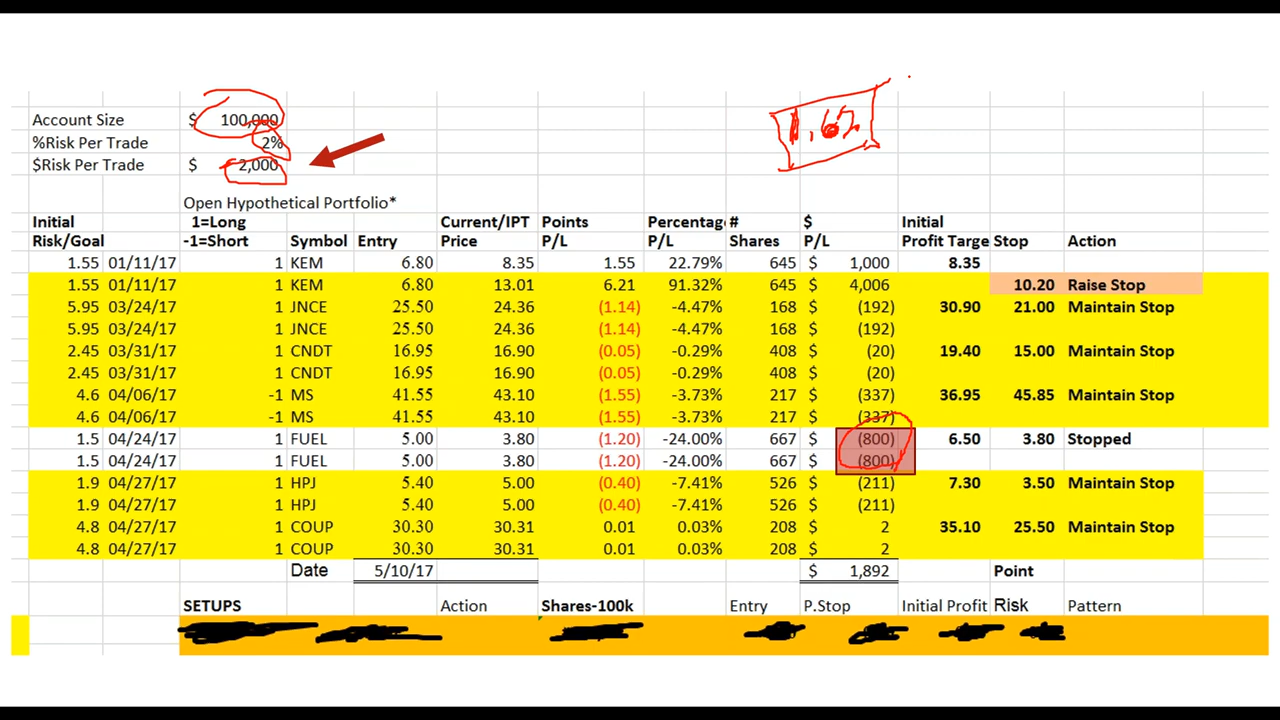 1.6%
Account Size $ 100,000
%Risk Per Trade 2%
$Risk Per Trade $ 2,000
Open Hypothetical Portfolio*
Initial 1=Long Current/IPT Points Percentag # $ Initial
Risk/Goal -1=Short Symbol Entry Price P/L P/L Shares P/L Profit Targe Stop Action
1.55 01/11/17 1 KEM 6.80 8.35 1.55 22.79% 645 $ 1,000 8.35
1.55 01/11/17 1 KEM 6.80 13.01 6.21 91.32% 645 $ 4,006 10.20 Raise Stop
5.95 03/24/17 1 JNCE 25.50 24.36 (1.14) -4.47% 168 $ (192) 30.90 21.00 Maintain Stop
5.95 03/24/17 1 JNCE 25.50 24.36 (1.14) -4.47% 168 $ (192)
2.45 03/31/17 1 CNDT 16.95 16.90 (0.05) -0.29% 408 $ (20) 19.40 15.00 Maintain Stop
2.45 03/31/17 1 CNDT 16.95 16.90 (0.05) -0.29% 408 $ (20)
4.6 04/06/17 -1 MS 41.55 43.10 (1.55) -3.73% 217 $ (337) 36.95 45.85 Maintain Stop
4.6 04/06/17 -1 MS 41.55 43.10 (1.55) -3.73% 217 $ (337)
1.5 04/24/17 1 FUEL 5.00 3.80 (1.20) -24.00% 667 $ (800) 6.50 3.80 Stopped
1.5 04/24/17 1 FUEL 5.00 3.80 (1.20) -24.00% 667 $ (800)
1.9 04/27/17 1 HPJ 5.40 5.00 (0.40) -7.41% 526 $ (211) 7.30 3.50 Maintain Stop
1.9 04/27/17 1 HPJ 5.40 5.00 (0.40) -7.41% 526 $ (211)
4.8 04/27/17 1 COUP 30.30 30.31 0.01 0.03% 208 $ 2 35.10 25.50 Maintain Stop
4.8 04/27/17 1 COUP 30.30 30.31 0.01 0.03% 208 $ 2
Date 5/10/17 $ 1,892 Point
SETUPS Action Shares-100k Entry P.Stop Initial Profit Risk Pattern